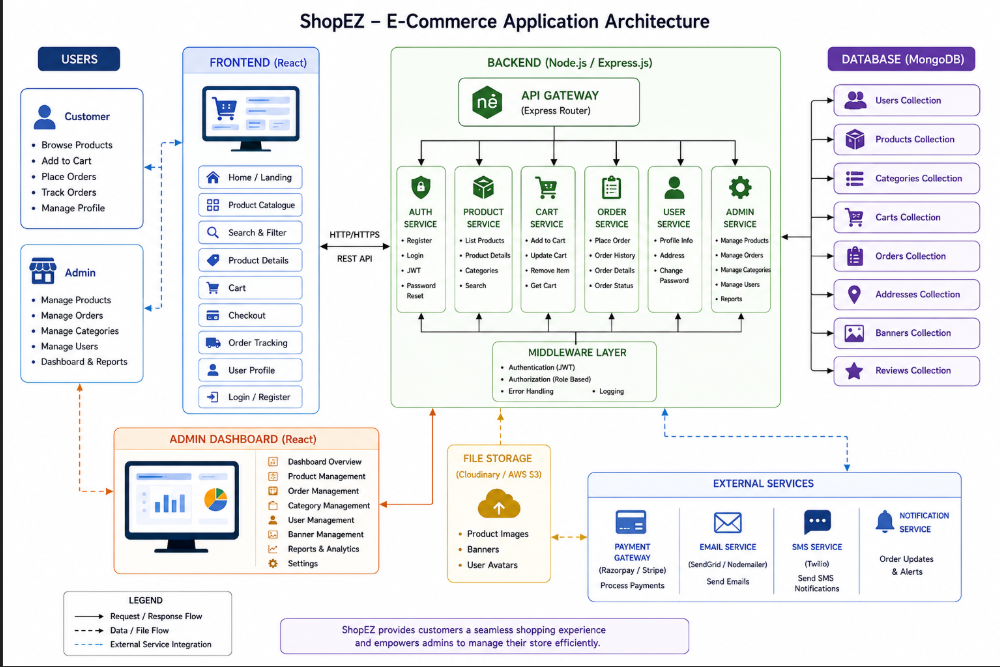 ShopEZ – E-Commerce Application Architecture
USERS
Customer
• Browse Products
• Add to Cart
• Place Orders
• Track Orders
• Manage Profile
Admin
• Manage Products
• Manage Orders
• Manage Categories
• Manage Users
• Dashboard & Reports
FRONTEND (React)
Home / Landing
Product Catalogue
Search & Filter
Product Details
Cart
Checkout
Order Tracking
User Profile
Login / Register
HTTP/HTTPS
REST API
BACKEND (Node.js / Express.js)
API GATEWAY
(Express Router)
AUTH
SERVICE
• Register
• Login
• JWT
• Password
Reset
PRODUCT
SERVICE
• List Products
• Product Details
• Categories
• Search
CART
SERVICE
• Add to Cart
• Update Cart
• Remove Item
• Get Cart
ORDER
SERVICE
• Place Order
• Order History
• Order Details
• Order Status
USER
SERVICE
• Profile Info
• Address
• Change
Password
ADMIN
SERVICE
• Manage Products
• Manage Orders
• Manage Categories
• Manage Users
• Reports
MIDDLEWARE LAYER
• Authentication (JWT)
• Authorization (Role Based)
• Error Handling • Logging
DATABASE (MongoDB)
Users Collection
Products Collection
Categories Collection
Carts Collection
Orders Collection
Addresses Collection
Banners Collection
Reviews Collection
ADMIN DASHBOARD (React)
Dashboard Overview
Product Management
Order Management
Category Management
User Management
Banner Management
Reports & Analytics
Settings
FILE STORAGE
(Cloudinary / AWS S3)
• Product Images
• Banners
• User Avatars
EXTERNAL SERVICES
PAYMENT
GATEWAY
(Razorpay / Stripe)
Process Payments
EMAIL SERVICE
(SendGrid / Nodemailer)
Send Emails
SMS SERVICE
(Twilio)
Send SMS
Notifications
NOTIFICATION
SERVICE
Order Updates
& Alerts
LEGEND
Request / Response Flow
Data / File Flow
External Service Integration
ShopEZ provides customers a seamless shopping experience
and empowers admins to manage their store efficiently.